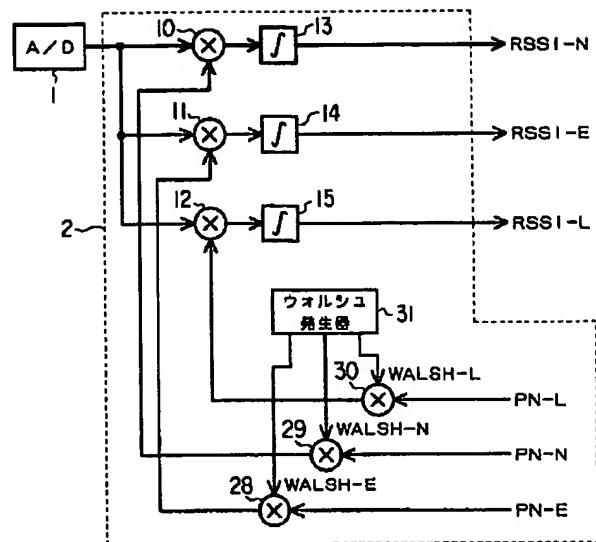 A/D
1
10
×
∫
13
RSSI-N
11
×
∫
14
RSSI-E
12
×
∫
15
RSSI-L
2
ウォルシュ
発生器
31
30
×
WALSH-L
PN-L
29
×
WALSH-N
PN-N
28
×
WALSH-E
PN-E